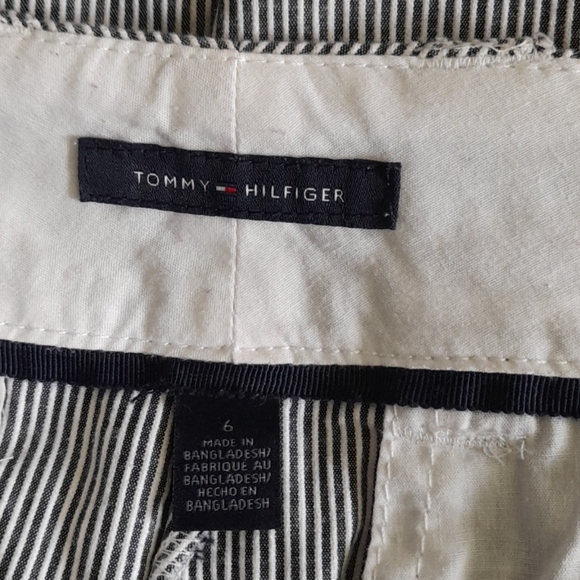 TOMMY HILFIGER
6
MADE IN
BANGLADESH/
FABRIQUE AU
BANGLADESH/
HECHO EN
BANGLADESH